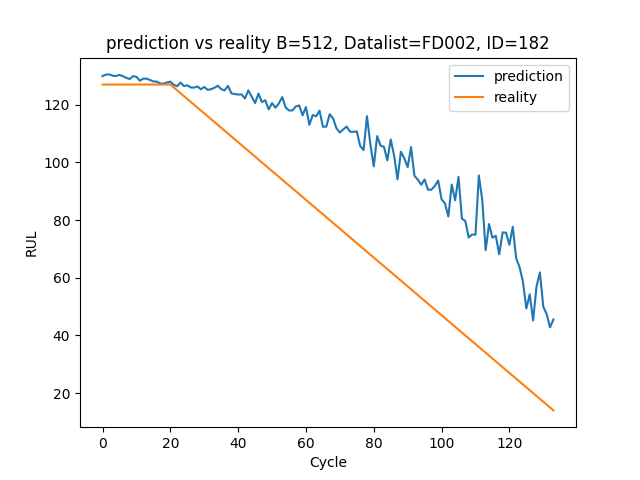 prediction vs reality B=512, Datalist=FD002, ID=182
prediction
reality
RUL
120
100
80
60
40
20
0 20 40 60 80 100 120
Cycle